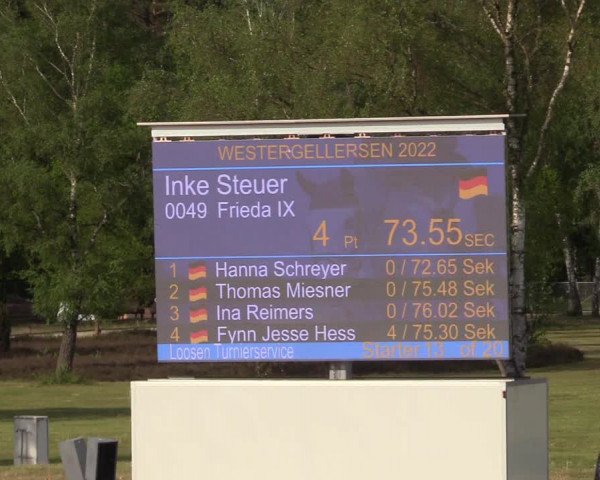 WESTERGELLERSEN 2022
Inke Steuer
0049 Frieda IX
4 Pt 73.55 SEC
1 Hanna Schreyer 0 / 72.65 Sek
2 Thomas Miesner 0 / 75.48 Sek
3 Ina Reimers 0 / 76.02 Sek
4 Fynn Jesse Hess 4 / 75.30 Sek
Loosen Turnierservice Starter 13 of 20